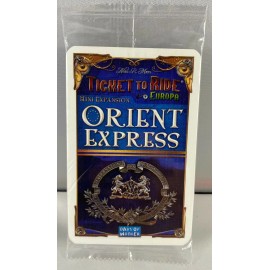 TICKET TO RIDE
EUROPA
MINI EXPANSION
ORIENT
EXPRESS
DAYS OF
WONDER